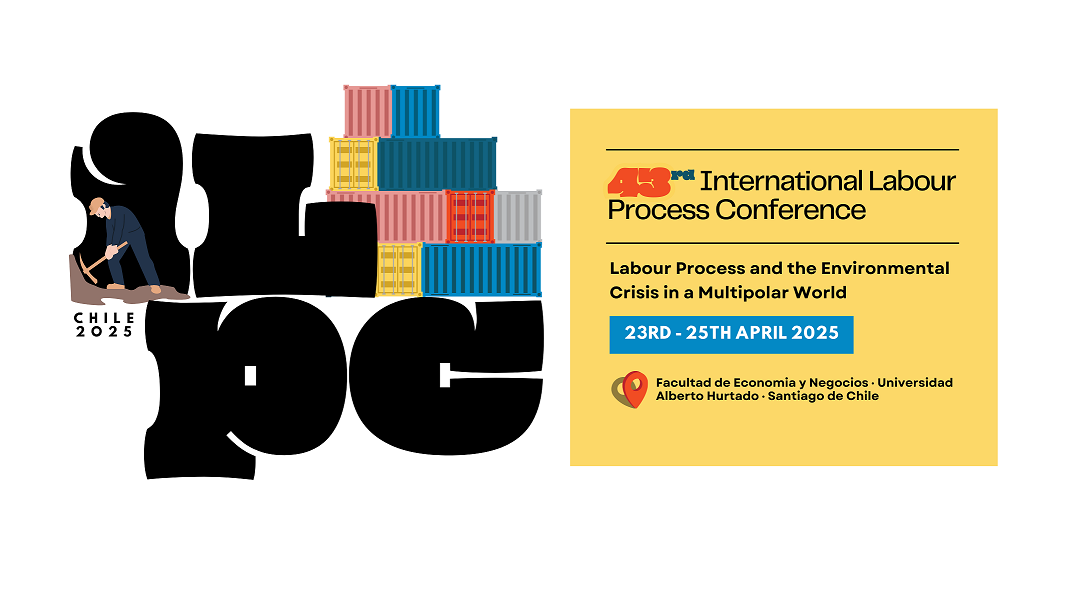 iLpc
CHILE
2025
43rd International Labour
Process Conference
Labour Process and the Environmental
Crisis in a Multipolar World
23RD - 25TH APRIL 2025
Facultad de Economia y Negocios · Universidad
Alberto Hurtado · Santiago de Chile